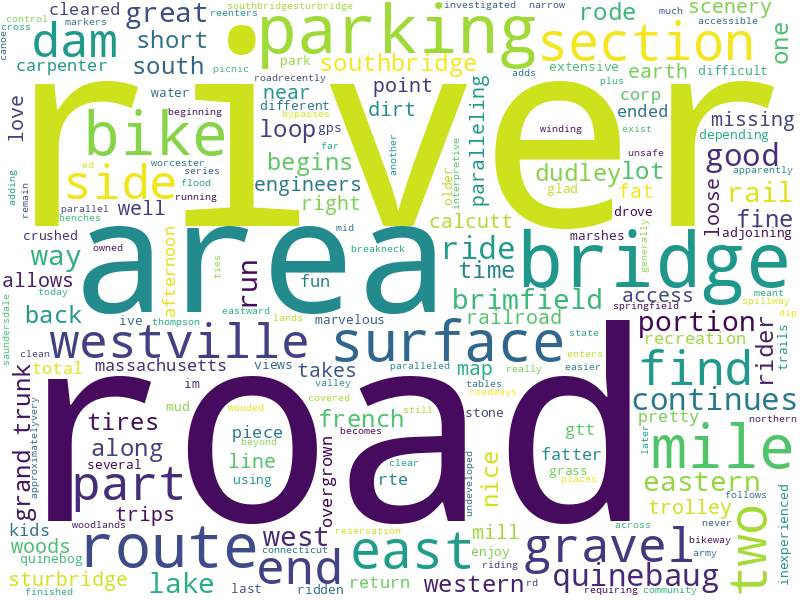 southbridgesturbridge
reenters
markers
control
cross
canoe
cleared
great
carpenter
dam
short
south
parking
investigated
narrow
much
accessible
rode
scenery
section
one
picnic
park
southbridge
roadrecently
adds
extensive
plus
difficult
river
love
bike
water
beginning
near
different
bypasses
point
dirt
earth
corp
ended
exist
unsafe
missing
depending
loop
gps
another
paralleling
winding
good
side
ed
worcester
series
flood
running
begins
engineers
right
far
older
interpretive
dudley
lot
glad
fat
loose
apparently
rail
fine
adding
remain
parallel
benches
well
calcutt
drove
adjoining
crushed
owned
area
mid
breakneck
ride
time
marshes
generally
bridge
way
allows
today
back
afternoon
ties
run
eastward
fun
brimfield
access
springfield
meant
spillway
dip
saundersdale
ive
thompson
lands
marvelous
railroad
westville
surface
state
portion
rider
recreation
trails
clean
total
massachusetts
views
takes
paralleled
map
really
enters
easier
find
pretty
northern
im
valley
tables
roadways
continues
grand trunk
approximatelyvery
mud
wooded
covered
still
french
stone
road
tires
along
several
piece
beyond
line
using
becomes
clear
rte
overgrown
undeveloped
nice
gtt
fatter
grass
places
later
mile
eastern
part
trips
trolley
follows
kids
woodlands
woods
quinebog
route
west
connecticut
reservation
end
east
mill
enjoy
riding
across
gravel
never
bikeway
army
two
inexperienced
sturbridge
finished
lake
last
ridden
return
western
rd
quinebaug
requiring
community